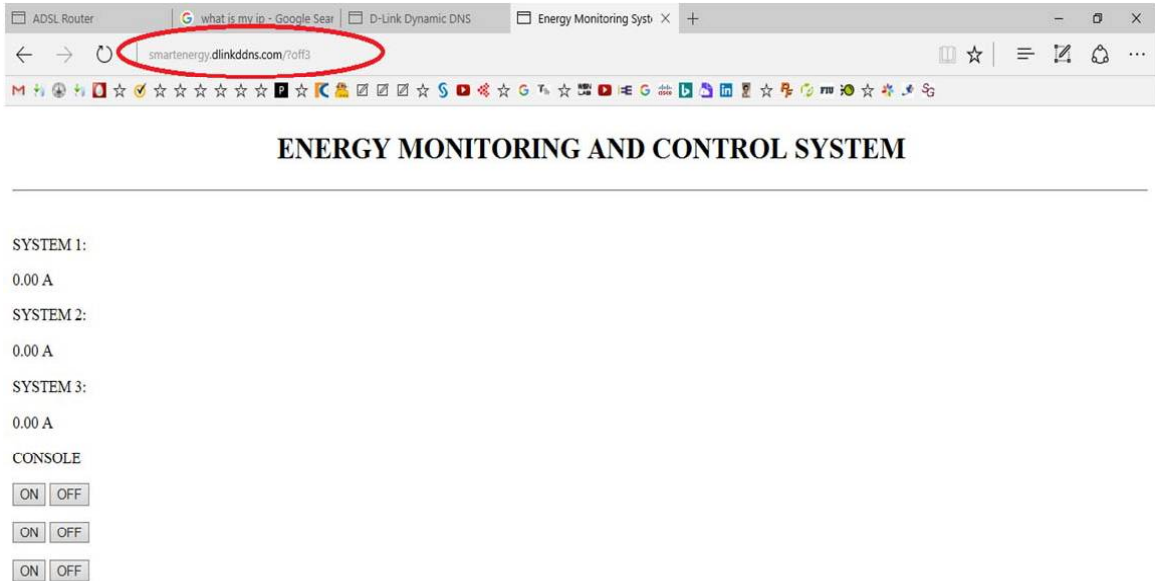 ADSL Router
what is my ip - Google Sear
D-Link Dynamic DNS
Energy Monitoring Syst
smartenergy.dlinkddns.com/?off3
ENERGY MONITORING AND CONTROL SYSTEM
SYSTEM 1:
0.00 A
SYSTEM 2:
0.00 A
SYSTEM 3:
0.00 A
CONSOLE
ON OFF
ON OFF
ON OFF